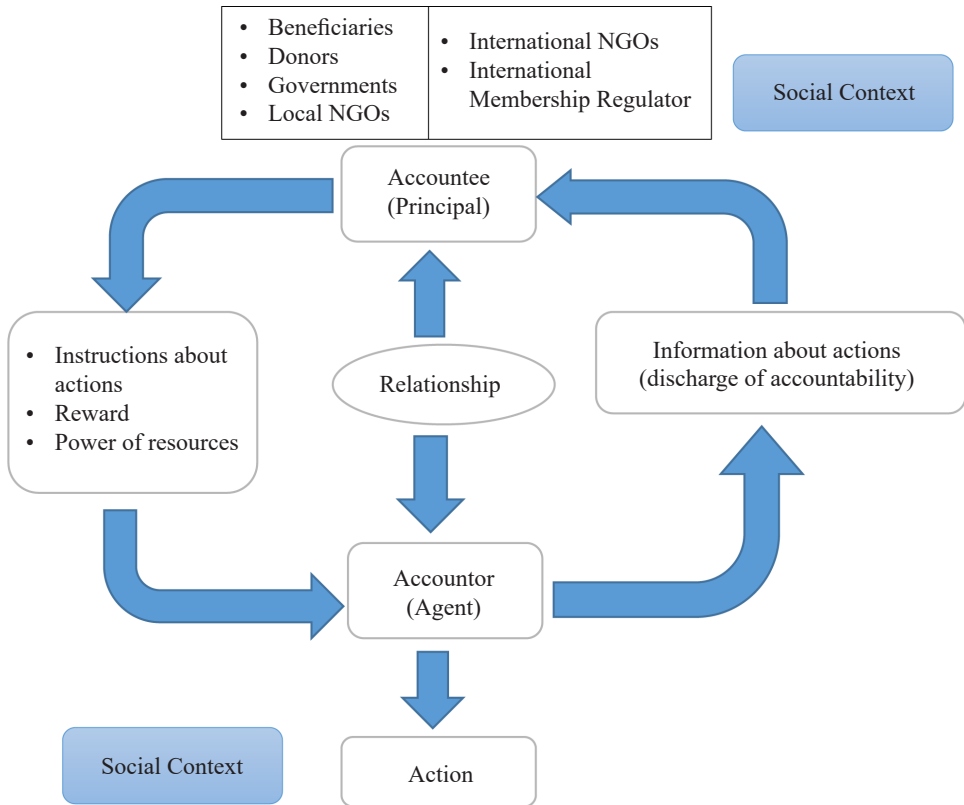 • Beneficiaries
• Donors
• Governments
• Local NGOs
• International NGOs
• International
Membership Regulator
Social Context
Accountee
(Principal)
• Instructions about
actions
• Reward
• Power of resources
Relationship
Information about actions
(discharge of accountability)
Accountor
(Agent)
Social Context
Action